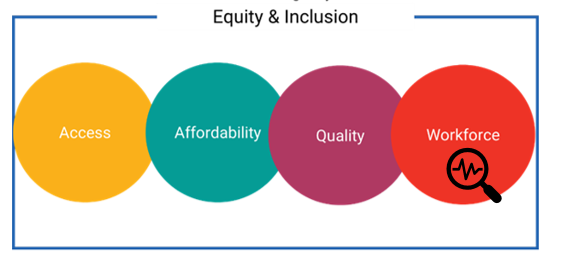 Equity & Inclusion
Access
Affordability
Quality
Workforce